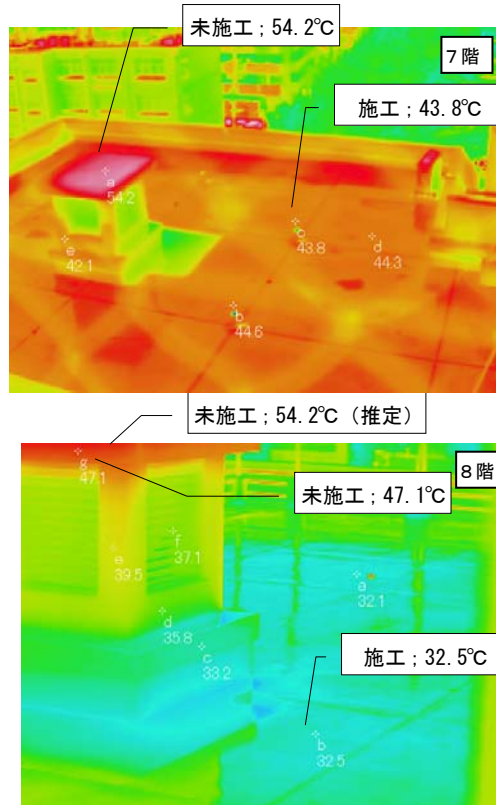 未施工；54.2℃
7階
施工；43.8℃
a
54.2
c
43.8
d
44.3
e
42.1
b
44.6
未施工；54.2℃（推定）
8階
g
47.1
未施工；47.1℃
f
37.1
e
39.5
a
32.1
d
35.8
c
33.2
施工；32.5℃
b
32.5